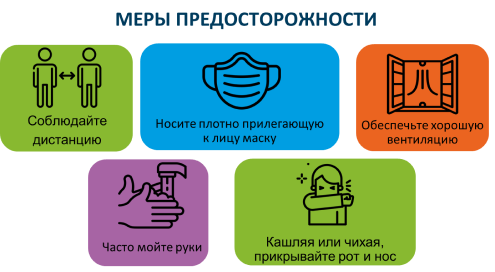 МЕРЫ ПРЕДОСТОРОЖНОСТИ
Соблюдайте
дистанцию
Носите плотно прилегающую
к лицу маску
Обеспечьте хорошую
вентиляцию
Часто мойте руки
Кашляя или чихая,
прикрывайте рот и нос